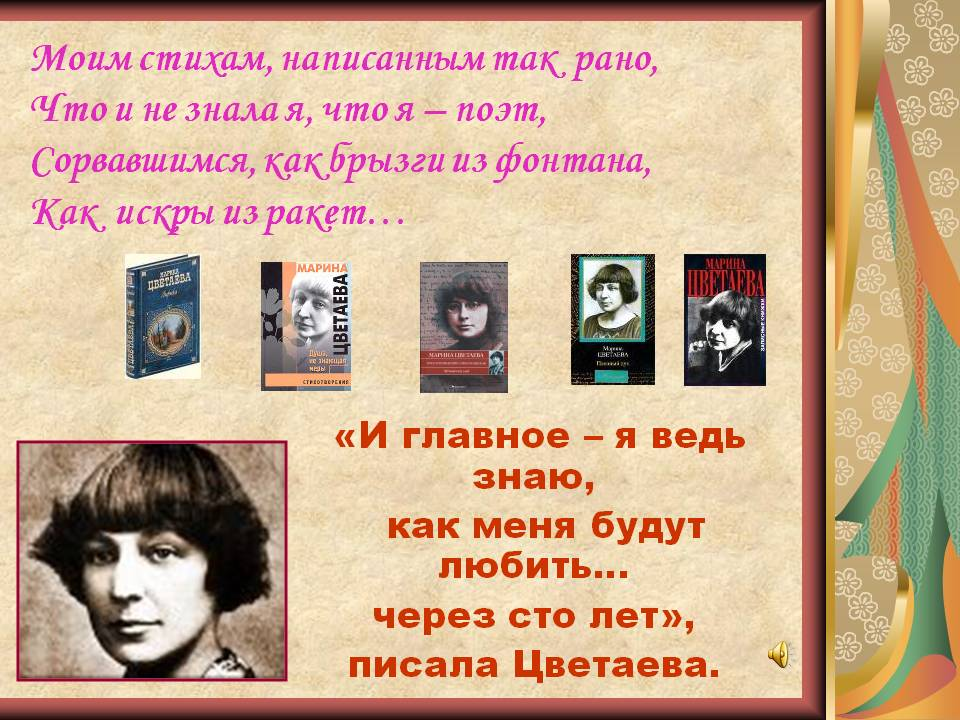 Моим стихам, написанным так рано,
Что и не знала я, что я – поэт,
Сорвавшимся, как брызги из фонтана,
Как искры из ракет…
МАРИНА
ЦВЕТАЕВА
МАРИНА
ЦВЕТАЕВА
Душа,
не знающая
меры
СТИХОТВОРЕНИЯ
МАРИНА ЦВЕТАЕВА
Марина
ЦВЕТАЕВА
МАРИНА
ЦВЕТАЕВА
ЗАПИСНЫЕ КНИЖКИ
«И главное – я ведь
знаю,
как меня будут
любить…
через сто лет»,
писала Цветаева.